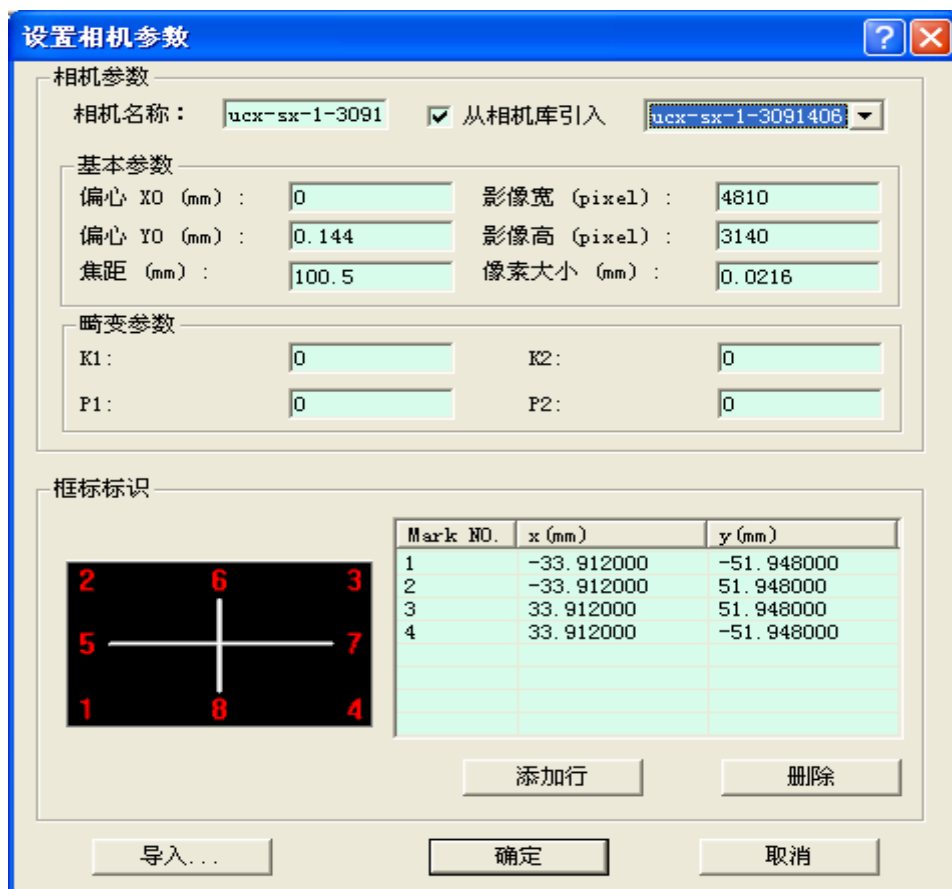 设置相机参数
相机参数
相机名称： ucx-sx-1-3091 从相机库引入 ucx-sx-1-3091406
基本参数
偏心 X0 (mm) : 0 影像宽 (pixel) : 4810
偏心 Y0 (mm) : 0.144 影像高 (pixel) : 3140
焦距 (mm) : 100.5 像素大小 (mm) : 0.0216
畸变参数
K1: 0 K2: 0
P1: 0 P2: 0
框标标识
Mark NO. x(mm) y(mm)
1 -33.912000 -51.948000
2 -33.912000 51.948000
3 33.912000 51.948000
4 33.912000 -51.948000
2 6 3
5 7
1 8 4
添加行 删除
导入... 确定 取消